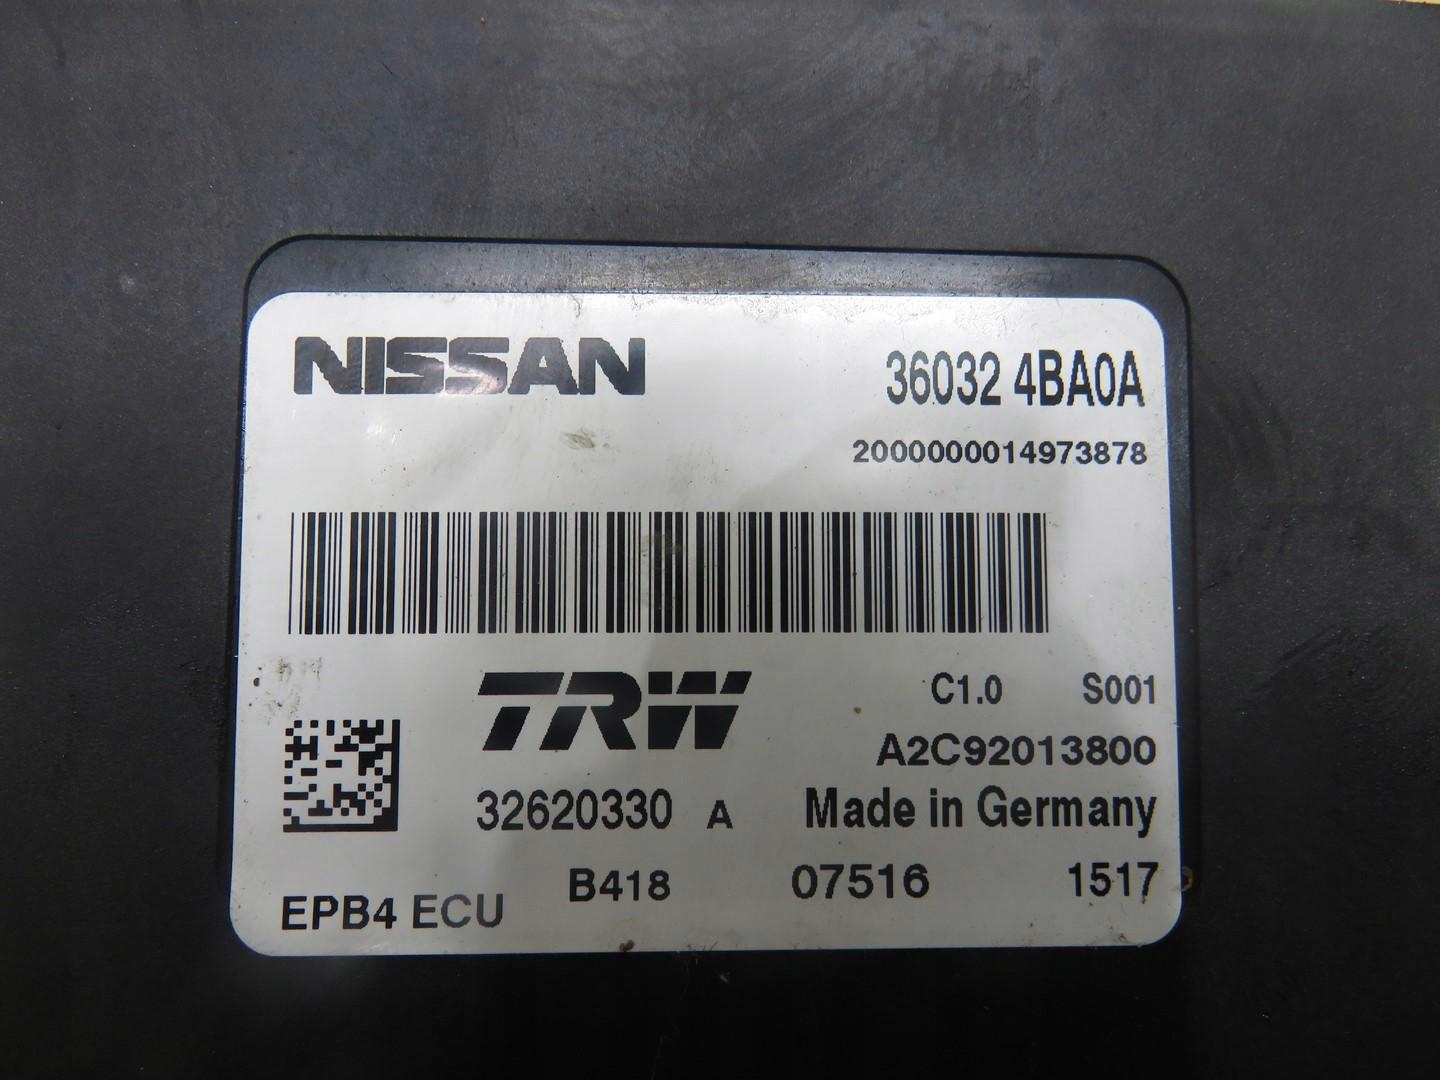 NISSAN 36032 4BA0A
2000000014973878
TRW C1.0 S001
A2C92013800
32620330 A Made in Germany
EPB4 ECU B418 07516 1517